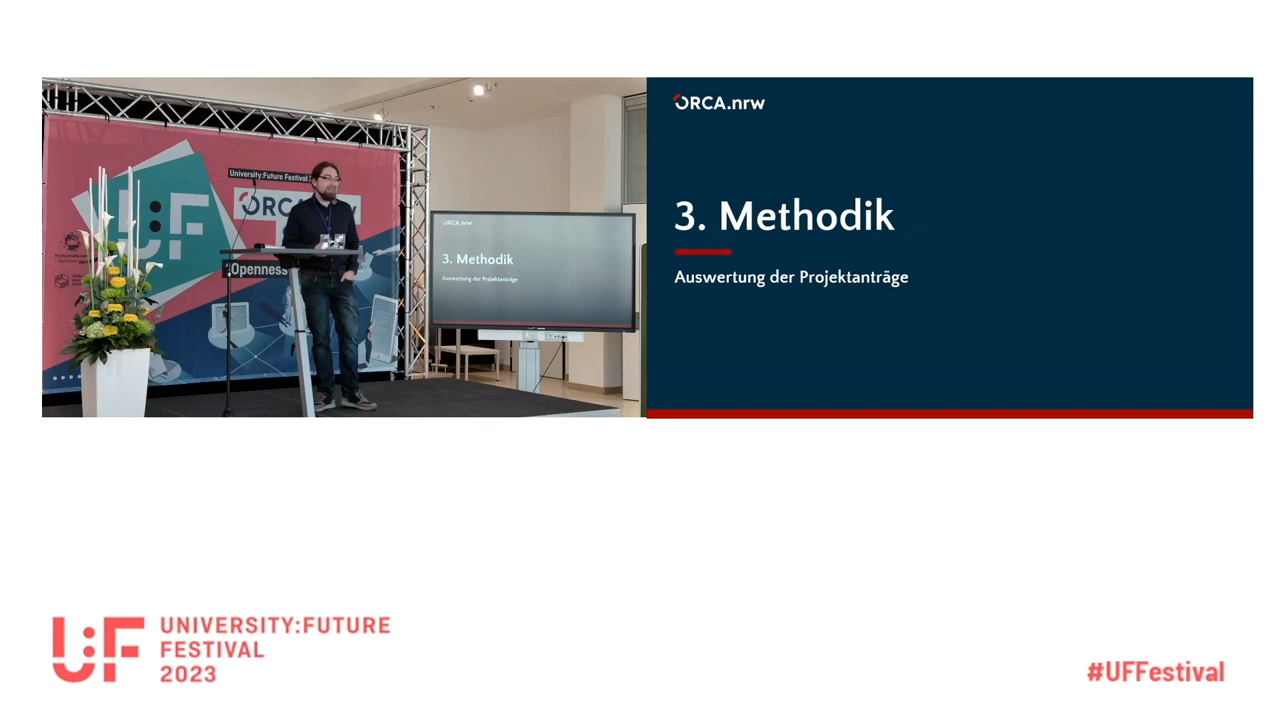 University:Future Festival
ORCA.nrw
U:F
Openness
ORCA.nrw
3. Methodik
Auswertung der Projektanträge
ORCA.nrw
3. Methodik
Auswertung der Projektanträge
U:F
UNIVERSITY:FUTURE
FESTIVAL
2023
#UFFestival